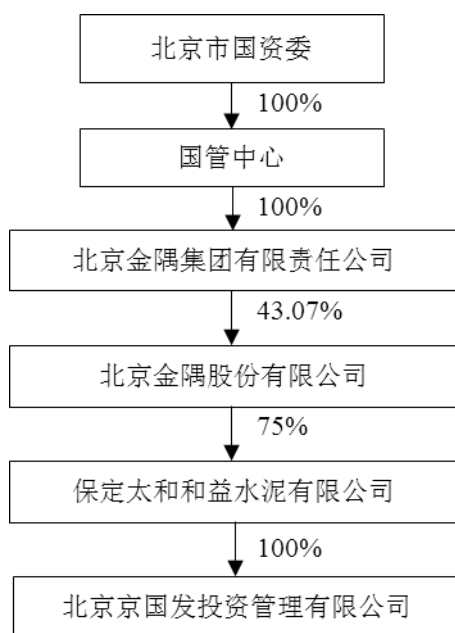 北京市国资委
100%
国管中心
100%
北京金隅集团有限责任公司
43.07%
北京金隅股份有限公司
75%
保定太和和益水泥有限公司
100%
北京京国发投资管理有限公司